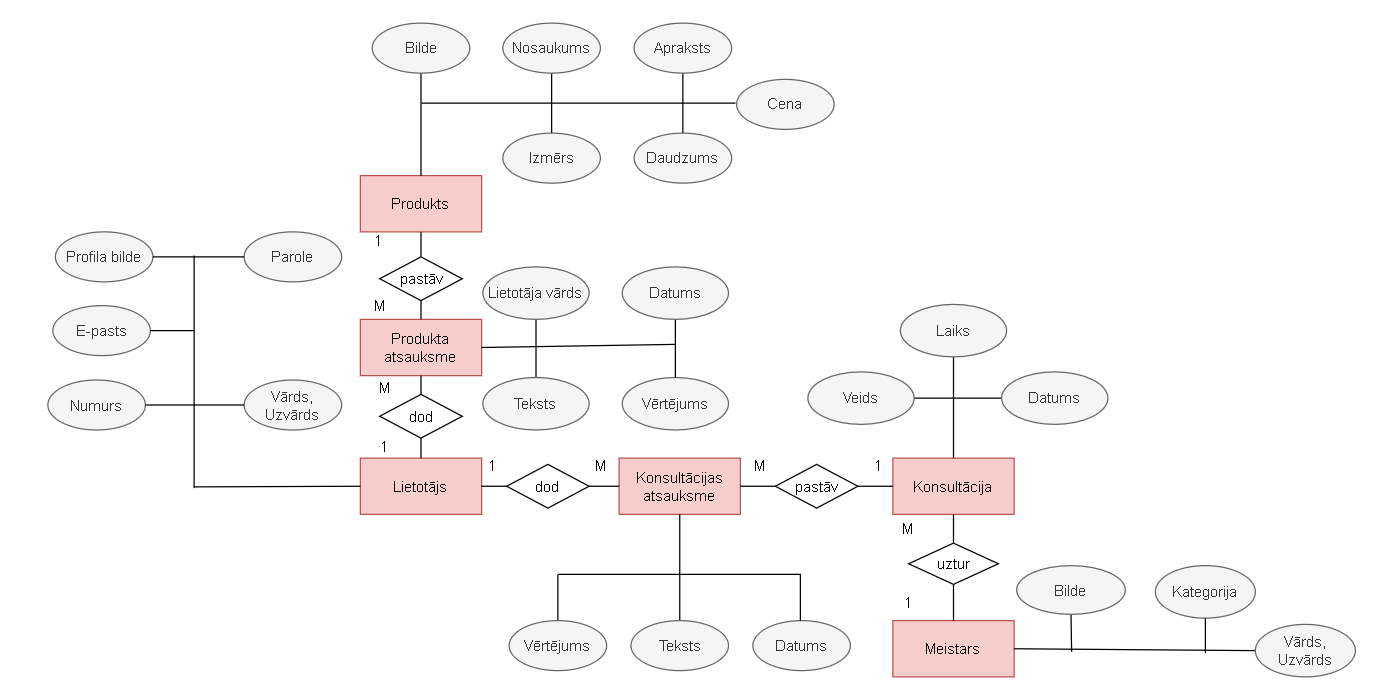 Bilde
Nosaukums
Apraksts
Cena
Izmērs
Daudzums
Produkts
1
Profila bilde
Parole
pastāv
Lietotāja vārds
Datums
M
E-pasts
Produkta
atsauksme
Laiks
M
Numurs
Vārds,
Uzvārds
dod
Teksts
Vērtējums
Veids
Datums
1
Lietotājs
1
dod
M
Konsultācijas
atsauksme
M
pastāv
1
Konsultācija
M
uztur
1
Bilde
Kategorija
Vērtējums
Teksts
Datums
Meistars
Vārds,
Uzvārds